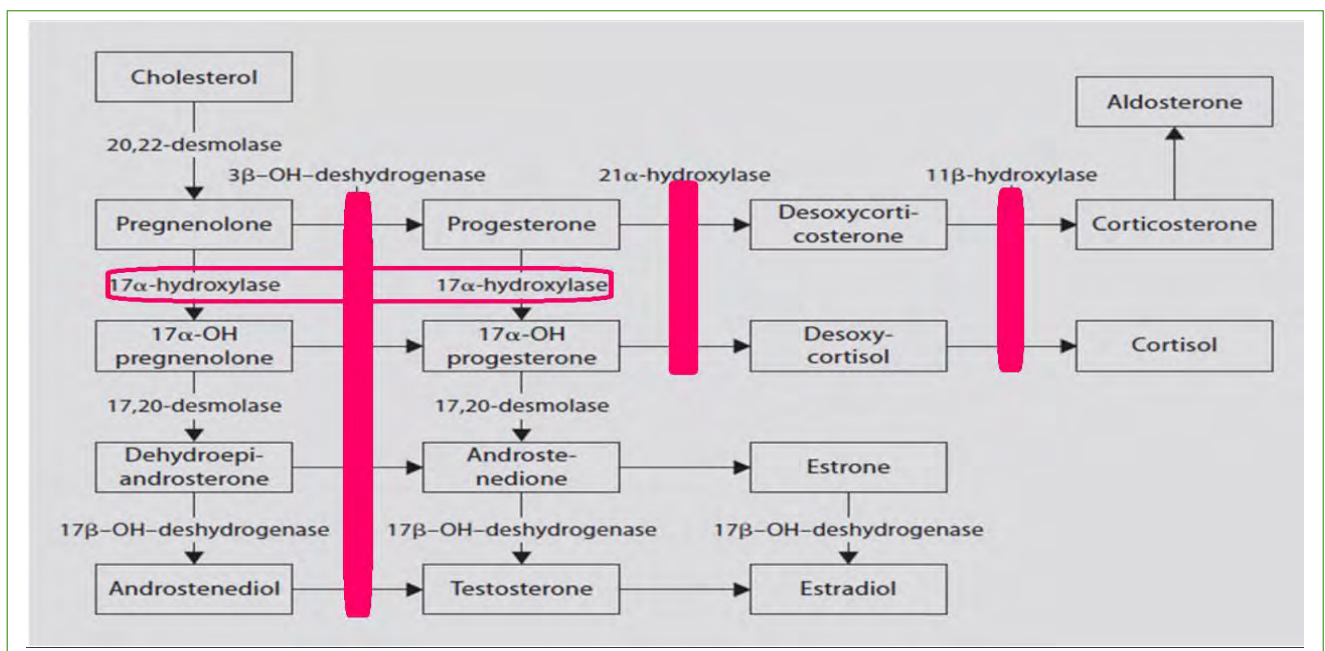 Cholesterol
Aldosterone
20,22-desmolase
3β–OH–deshydrogenase
21α-hydroxylase
11β-hydroxylase
Pregnenolone
Progesterone
Desoxycorti-
costerone
Corticosterone
17α-hydroxylase
17α-hydroxylase
17α-OH
pregnenolone
17α-OH
progesterone
Desoxy-
cortisol
Cortisol
17,20-desmolase
17,20-desmolase
Dehydroepi-
androsterone
Androste-
nedione
Estrone
17β–OH–deshydrogenase
17β–OH–deshydrogenase
17β–OH–deshydrogenase
Androstenediol
Testosterone
Estradiol